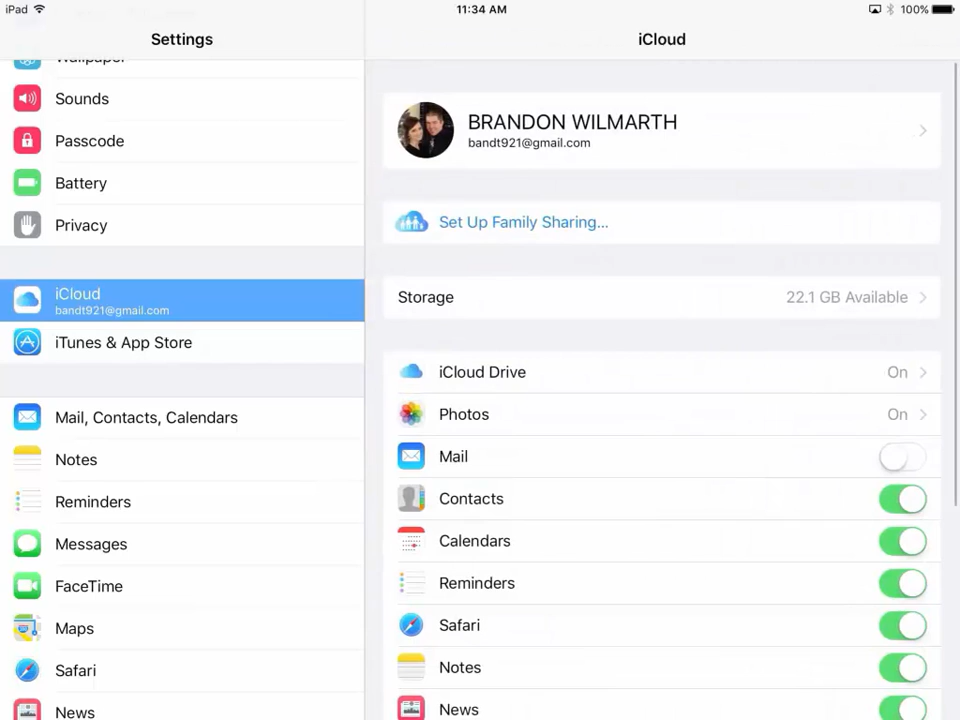 iPad
11:34 AM
100%
Settings
iCloud
Wallpaper
Sounds
Passcode
Battery
Privacy
iCloud
bandt921@gmail.com
iTunes & App Store
Mail, Contacts, Calendars
Notes
Reminders
Messages
FaceTime
Maps
Safari
News
BRANDON WILMARTH
bandt921@gmail.com
Set Up Family Sharing...
Storage 22.1 GB Available
iCloud Drive On
Photos On
Mail
Contacts
Calendars
Reminders
Safari
Notes
News